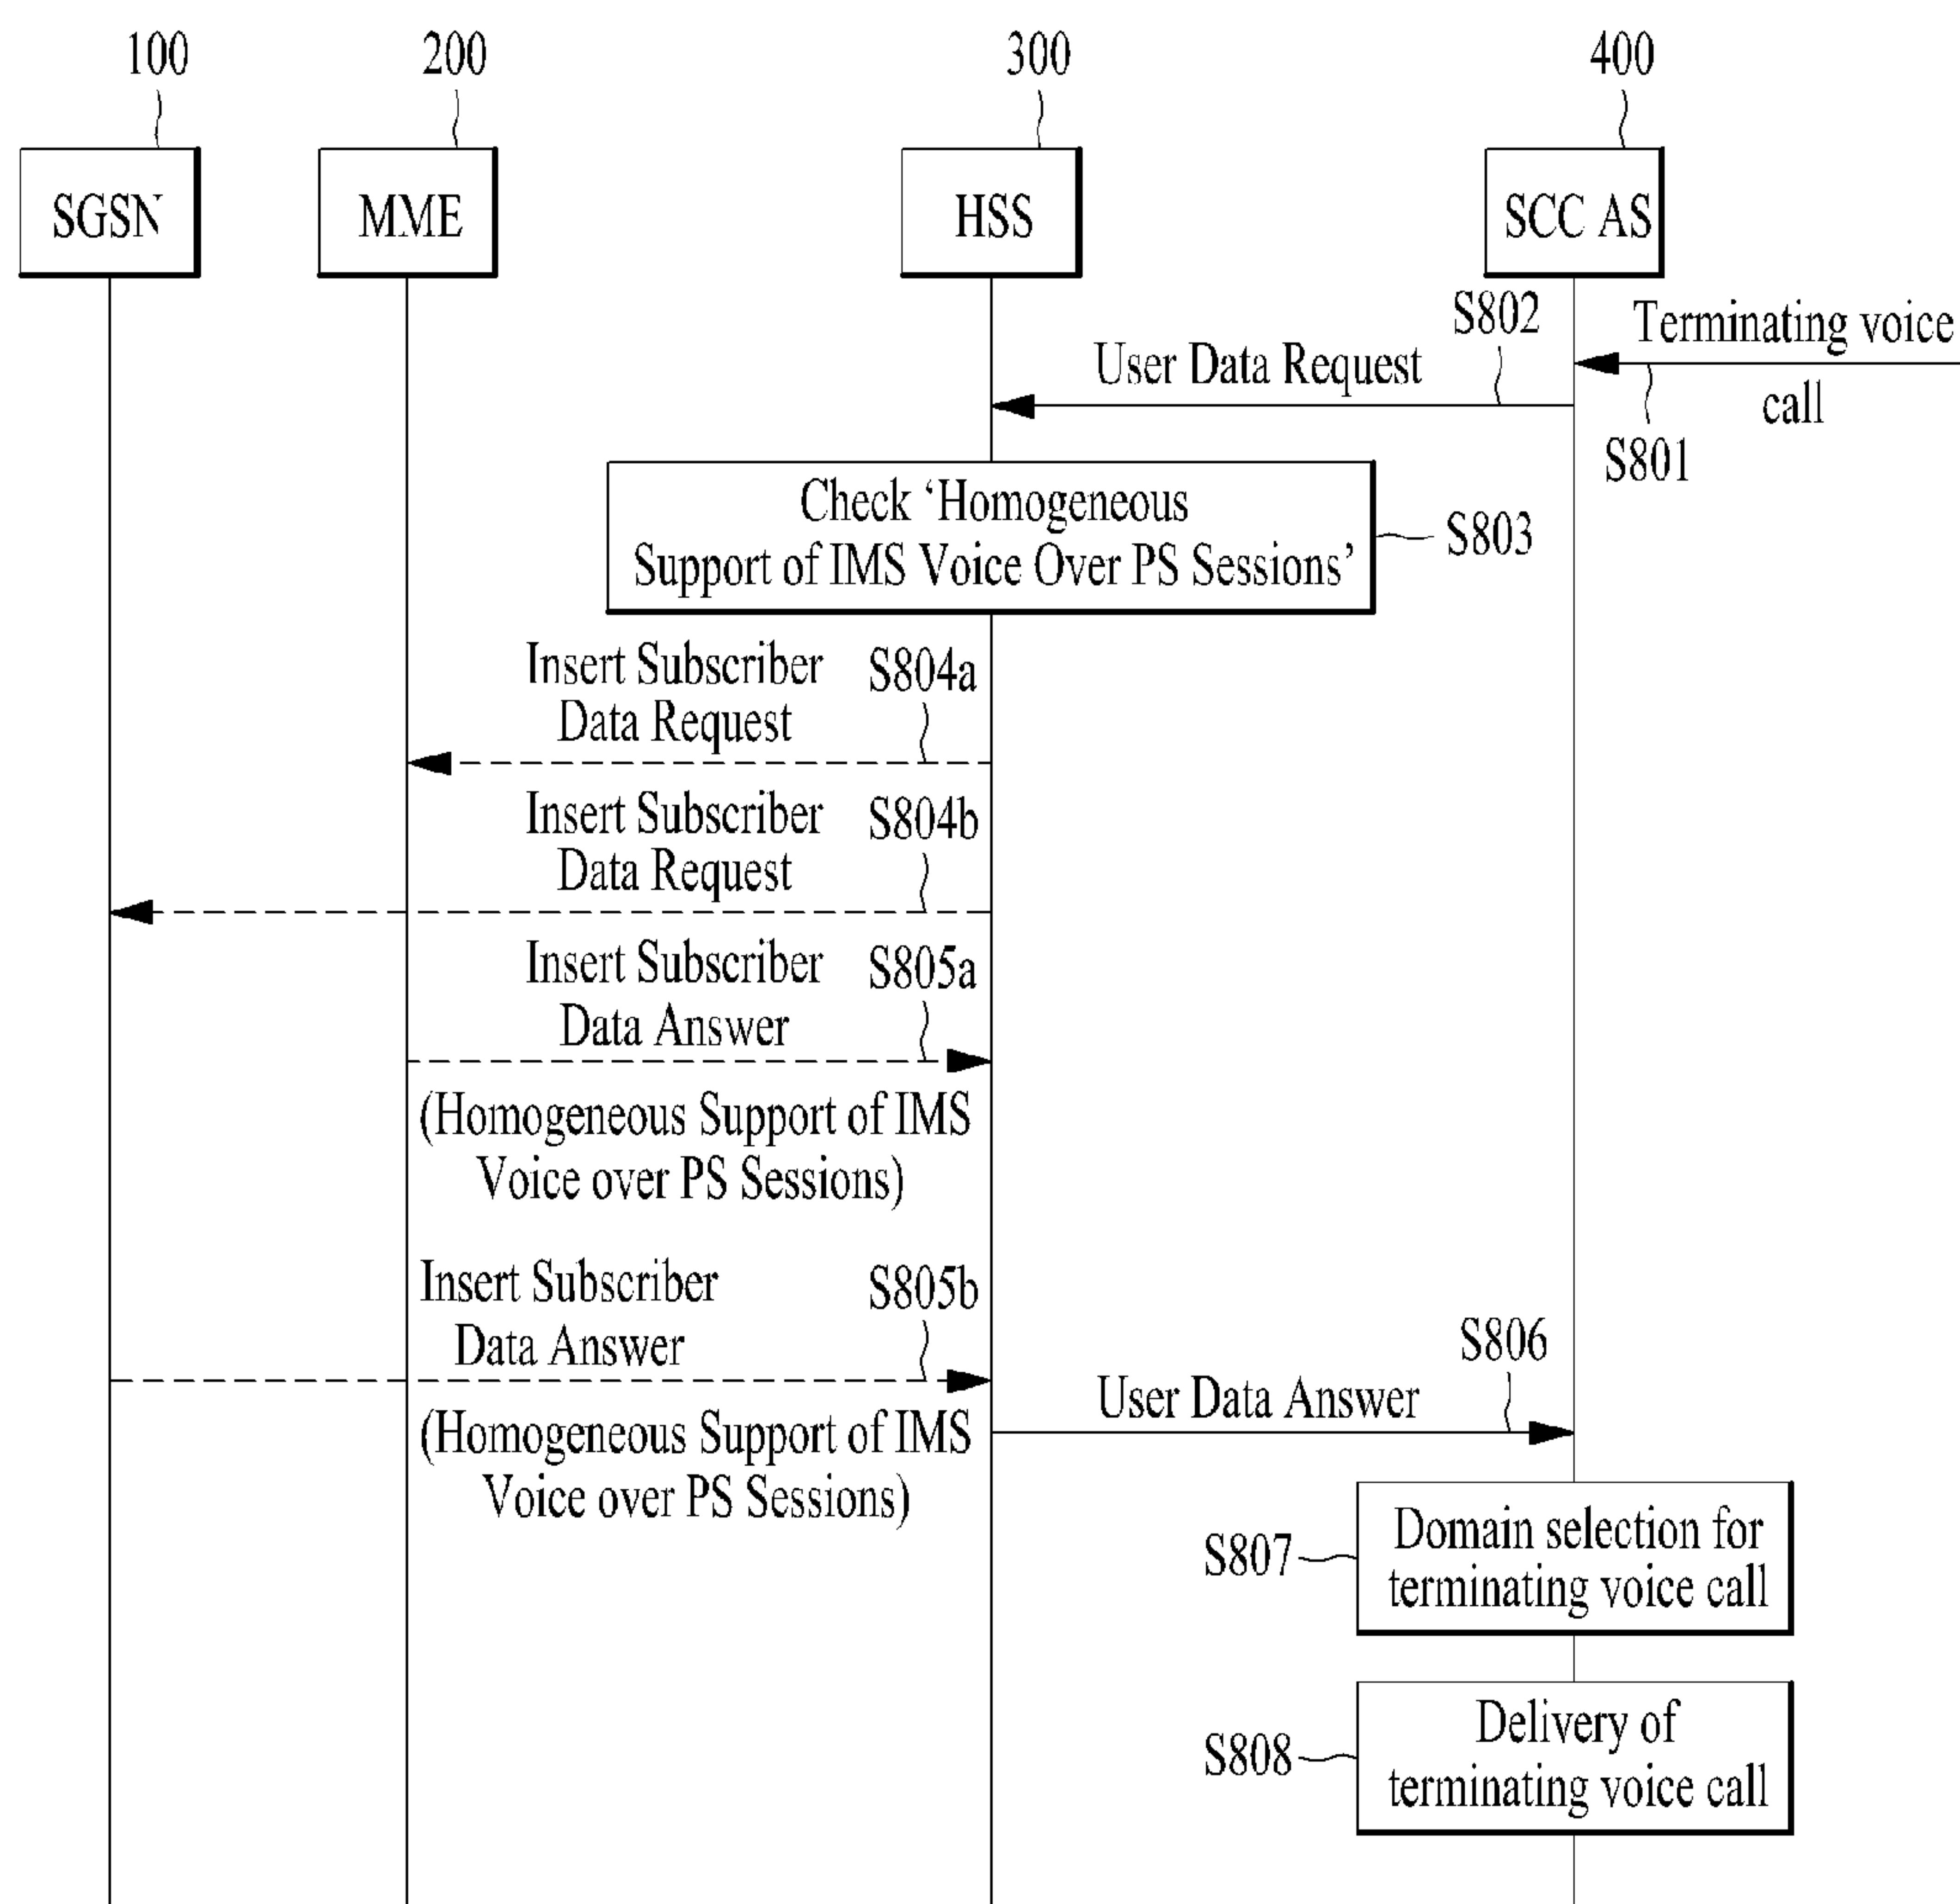 100
200
300
400
SGSN
MME
HSS
SCC AS
S802
Terminating voice
call
S801
User Data Request
Check ‘Homogeneous
Support of IMS Voice Over PS Sessions’
S803
Insert Subscriber
Data Request
S804a
Insert Subscriber
Data Request
S804b
Insert Subscriber
Data Answer
S805a
(Homogeneous Support of IMS
Voice over PS Sessions)
Insert Subscriber
Data Answer
S805b
(Homogeneous Support of IMS
Voice over PS Sessions)
S806
User Data Answer
S807
Domain selection for
terminating voice call
S808
Delivery of
terminating voice call